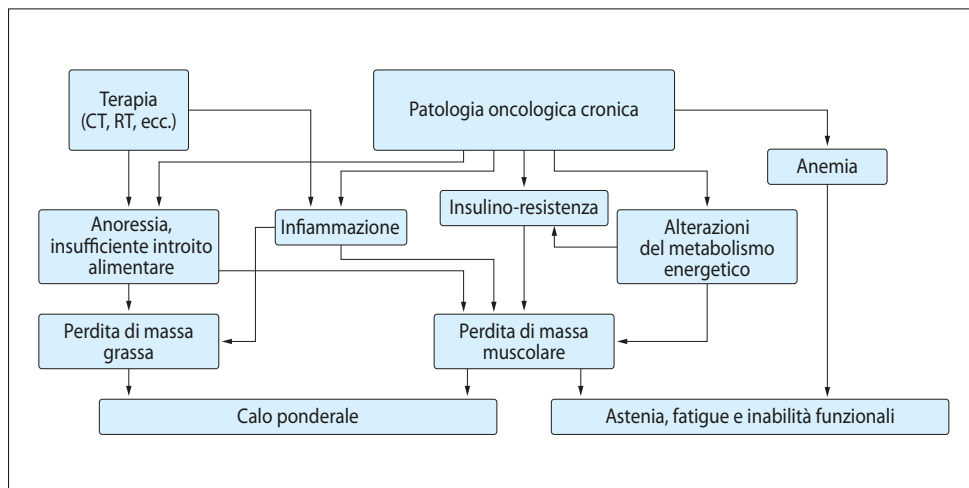 Terapia
(CT, RT, ecc.)
Patologia oncologica cronica
Anemia
Anoressia,
insufficiente introito
alimentare
Infiammazione
Insulino-resistenza
Alterazioni
del metabolismo
energetico
Perdita di massa
grassa
Perdita di massa
muscolare
Calo ponderale
Astenia, fatigue e inabilità funzionali